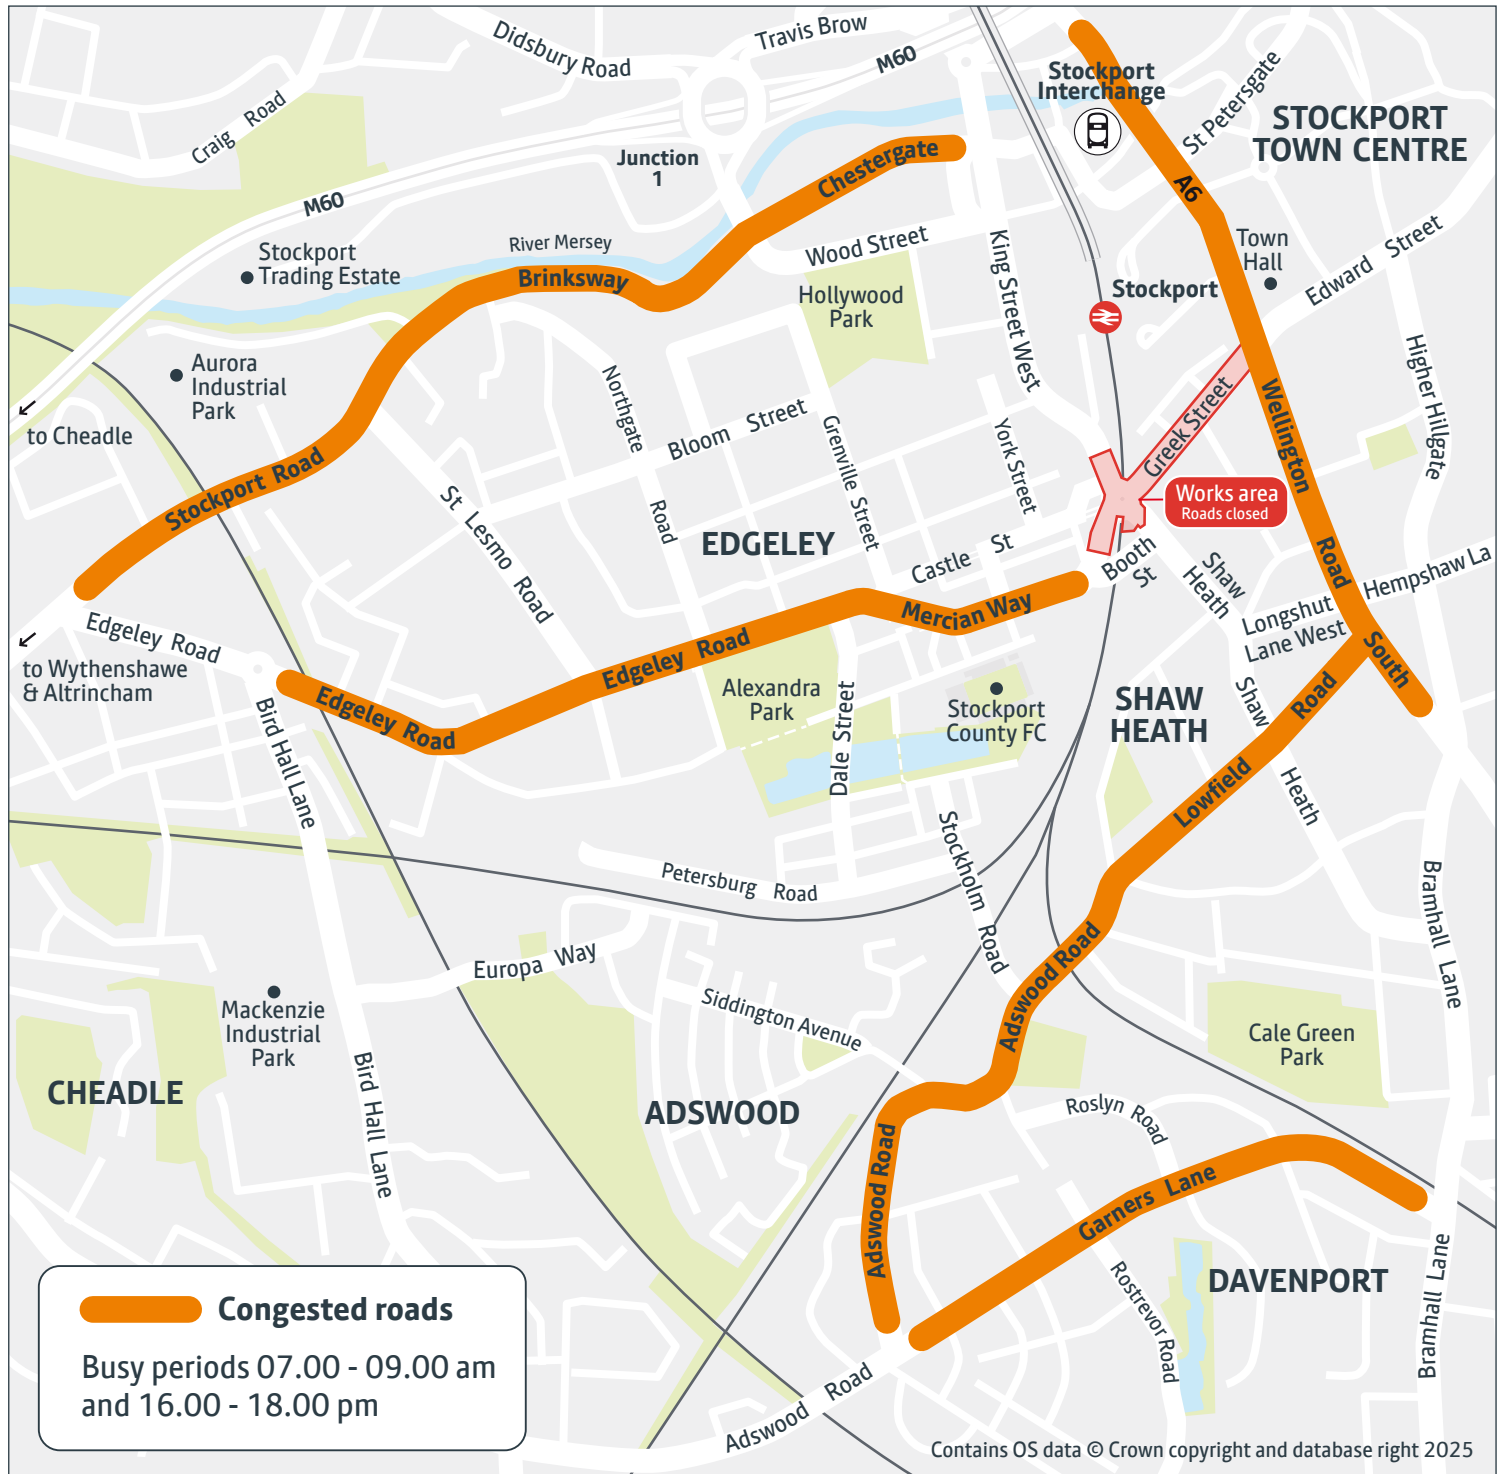 Didsbury Road
Travis Brow
M60
Stockport
Interchange
St Petersgate
STOCKPORT
TOWN CENTRE
Craig Road
Junction
1
Chestergate
A6
M60
River Mersey
Wood Street
King Street West
Town
Hall
Edward Street
Stockport
Trading Estate
Brinksway
Hollywood
Park
Stockport
Aurora
Industrial
Park
Northgate
Road
Bloom Street
Grenville Street
York Street
Greek Street
Wellington
Road
South
Higher Hillgate
to Cheadle
Stockport Road
St Lesmo Road
EDGELEY
Castle St
Works area
Roads closed
Booth
St
Shaw
Heath
Longshut
Lane West
Hempshaw La
Mercian Way
Edgeley Road
to Wythenshawe
& Altrincham
Edgeley Road
Edgeley Road
Bird Hall Lane
Alexandra
Park
Dale Street
Stockport
County FC
SHAW
HEATH
Shaw
Heath
Lowfield
Road
Petersburg Road
Stockholm Road
Bramhall Lane
Europa Way
Adswood Road
Siddington Avenue
Mackenzie
Industrial
Park
Cale Green
Park
CHEADLE
Bird Hall Lane
ADSWOOD
Adswood Road
Roslyn Road
Garners Lane
Rostrevor Road
DAVENPORT
Bramhall Lane
Adswood Road
Congested roads
Busy periods 07.00 - 09.00 am
and 16.00 - 18.00 pm
Contains OS data © Crown copyright and database right 2025